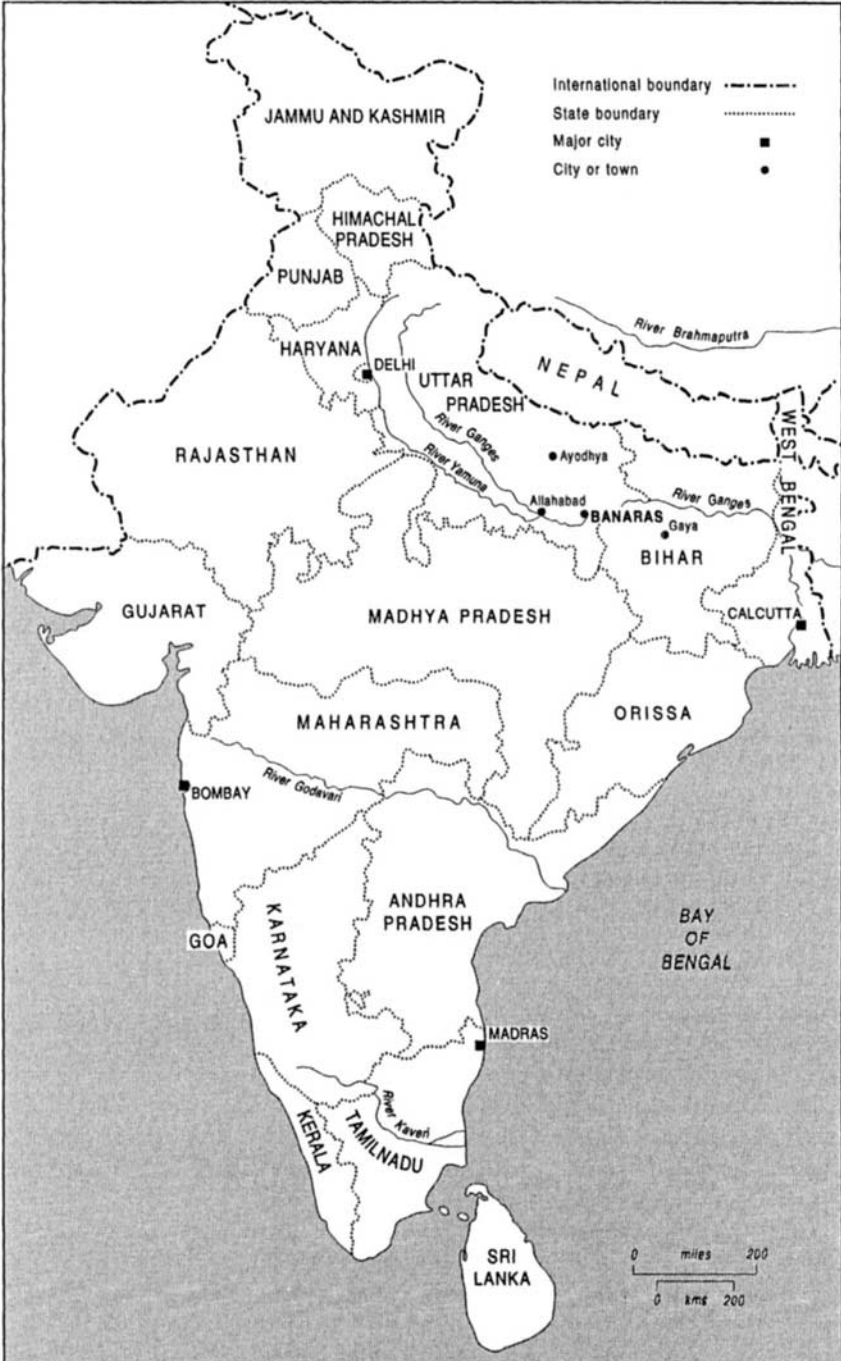 International boundary
State boundary
Major city
City or town
JAMMU AND KASHMIR
HIMACHAL
PRADESH
PUNJAB
HARYANA
DELHI
UTTAR
PRADESH
NEPAL
River Brahmaputra
WEST BENGAL
RAJASTHAN
River Ganges
River Yamuna
Ayodhya
Allahabad
BANARAS
River Ganges
Gaya
BIHAR
GUJARAT
MADHYA PRADESH
CALCUTTA
MAHARASHTRA
ORISSA
River Godavari
BOMBAY
ANDHRA
PRADESH
KARNATAKA
GOA
BAY
OF
BENGAL
MADRAS
River Kaveri
KERALA
TAMILNADU
SRI
LANKA
0 miles 200
0 kms 200